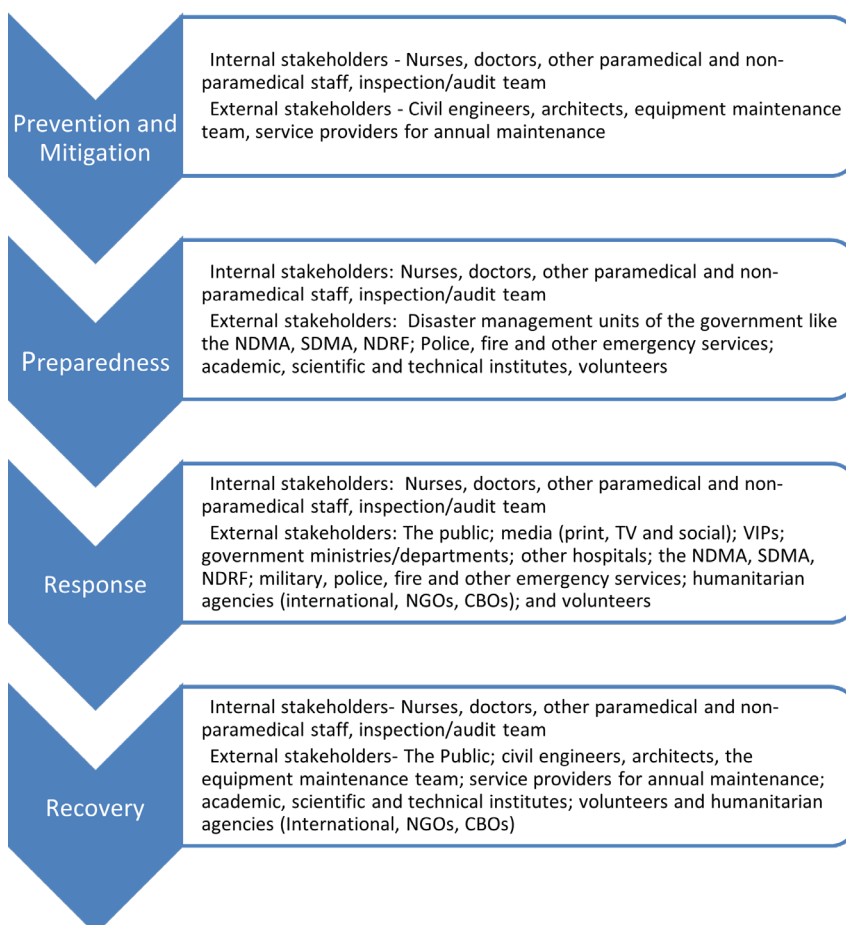 Prevention and
Mitigation
Internal stakeholders - Nurses, doctors, other paramedical and non-
paramedical staff, inspection/audit team
External stakeholders - Civil engineers, architects, equipment maintenance
team, service providers for annual maintenance
Preparedness
Internal stakeholders: Nurses, doctors, other paramedical and non-
paramedical staff, inspection/audit team
External stakeholders:  Disaster management units of the government like
the NDMA, SDMA, NDRF; Police, fire and other emergency services;
academic, scientific and technical institutes, volunteers
Response
Internal stakeholders:  Nurses, doctors, other paramedical and non-
paramedical staff, inspection/audit team
External stakeholders: The public; media (print, TV and social); VIPs;
government ministries/departments; other hospitals; the NDMA, SDMA,
NDRF; military, police, fire and other emergency services; humanitarian
agencies (international, NGOs, CBOs); and volunteers
Recovery
Internal stakeholders- Nurses, doctors, other paramedical and non-
paramedical staff, inspection/audit team
External stakeholders- The Public; civil engineers, architects, the
equipment maintenance team; service providers for annual maintenance;
academic, scientific and technical institutes; volunteers and humanitarian
agencies (International, NGOs, CBOs)